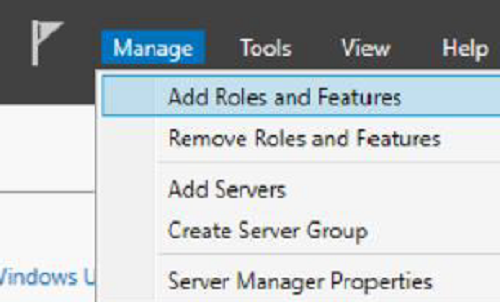 Manage Tools View Help
Add Roles and Features
Remove Roles and Features
Add Servers
Create Server Group
Windows U
Server Manager Properties